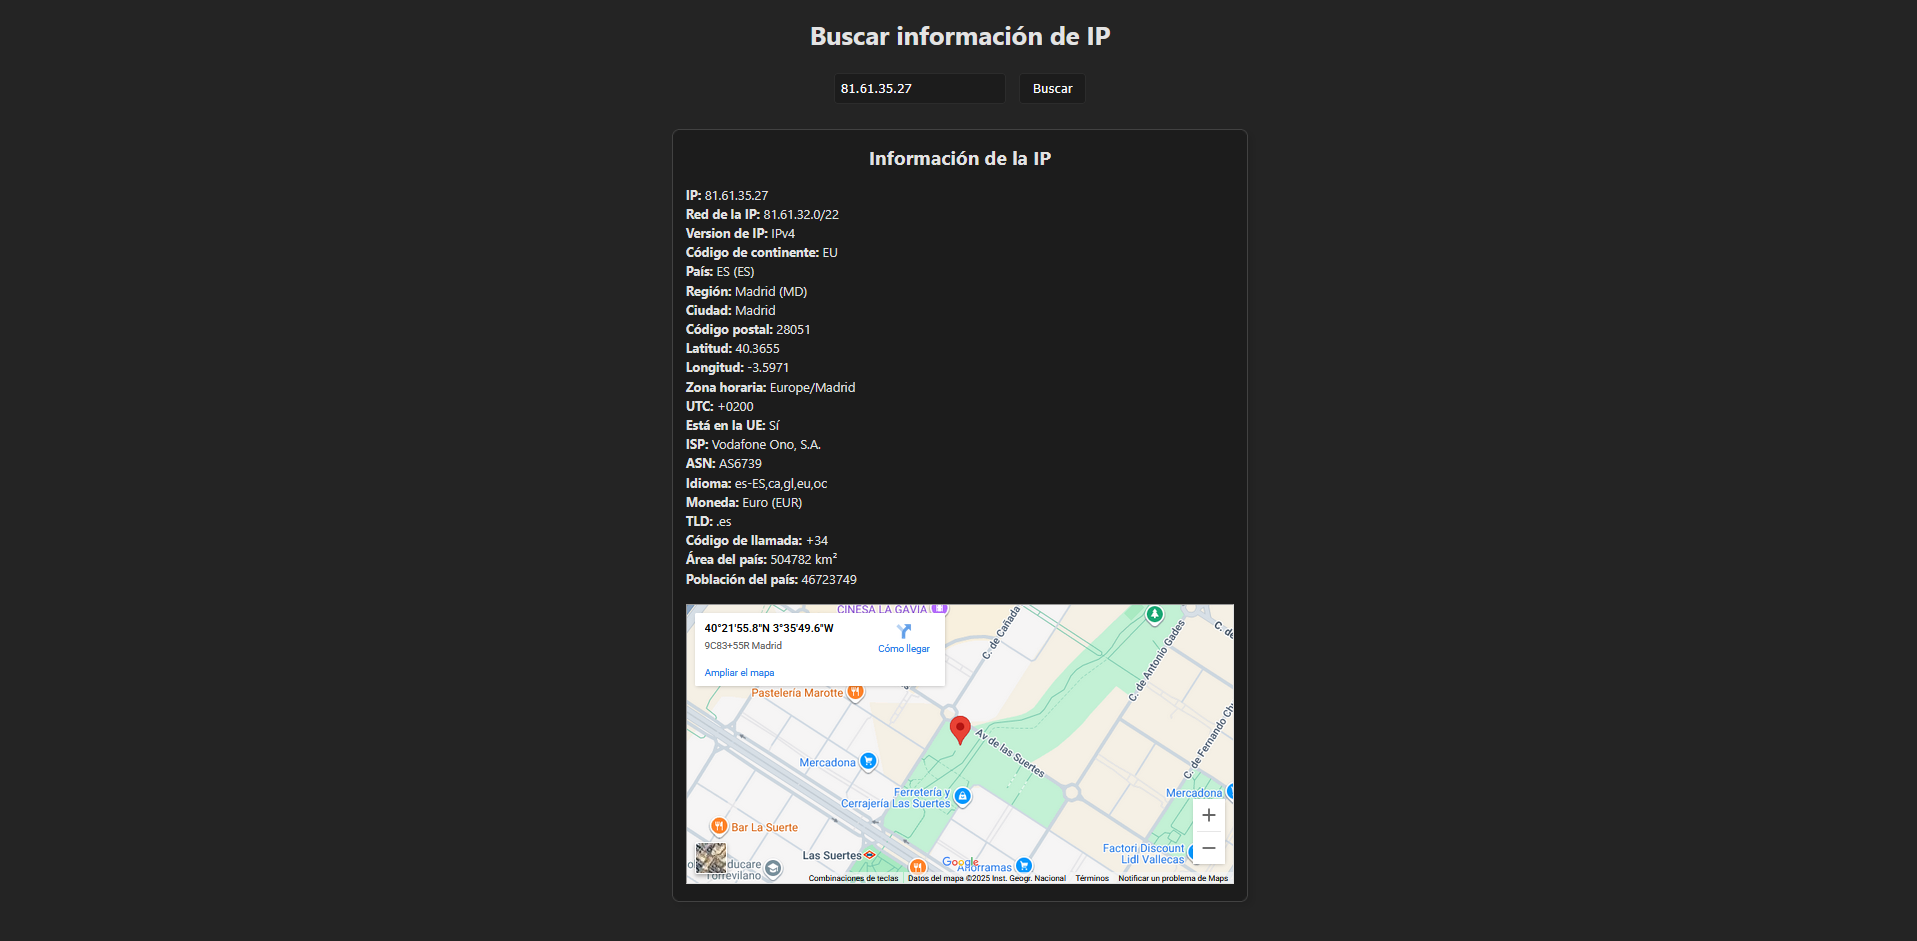 Buscar información de IP
81.61.35.27
Buscar
Información de la IP
IP: 81.61.35.27
Red de la IP: 81.61.32.0/22
Version de IP: IPv4
Código de continente: EU
País: ES (ES)
Región: Madrid (MD)
Ciudad: Madrid
Código postal: 28051
Latitud: 40.3655
Longitud: -3.5971
Zona horaria: Europe/Madrid
UTC: +0200
Está en la UE: Sí
ISP: Vodafone Ono, S.A.
ASN: AS6739
Idioma: es-ES,ca,gl,eu,oc
Moneda: Euro (EUR)
TLD: .es
Código de llamada: +34
Área del país: 504782 km²
Población del país: 46723749
CINESA LA GAVIA
40°21'55.8"N 3°35'49.6"W
9C83+55R Madrid
Cómo llegar
Ampliar el mapa
C. de Cañada
C. de Antonio Gades
C. de
Pastelería Marotte
Av de las Suertes
C. de Fernando Ch
Mercadona
Ferretería y
Cerrajería Las Suertes
Mercadona
Bar La Suerte
Las Suertes
Factori Discount
Lidl Vallecas
ducare
Torrevilano
Google
Ahorramas
Combinaciones de teclas
Datos del mapa ©2025 Inst. Geogr. Nacional
Términos
Notificar un problema de Maps